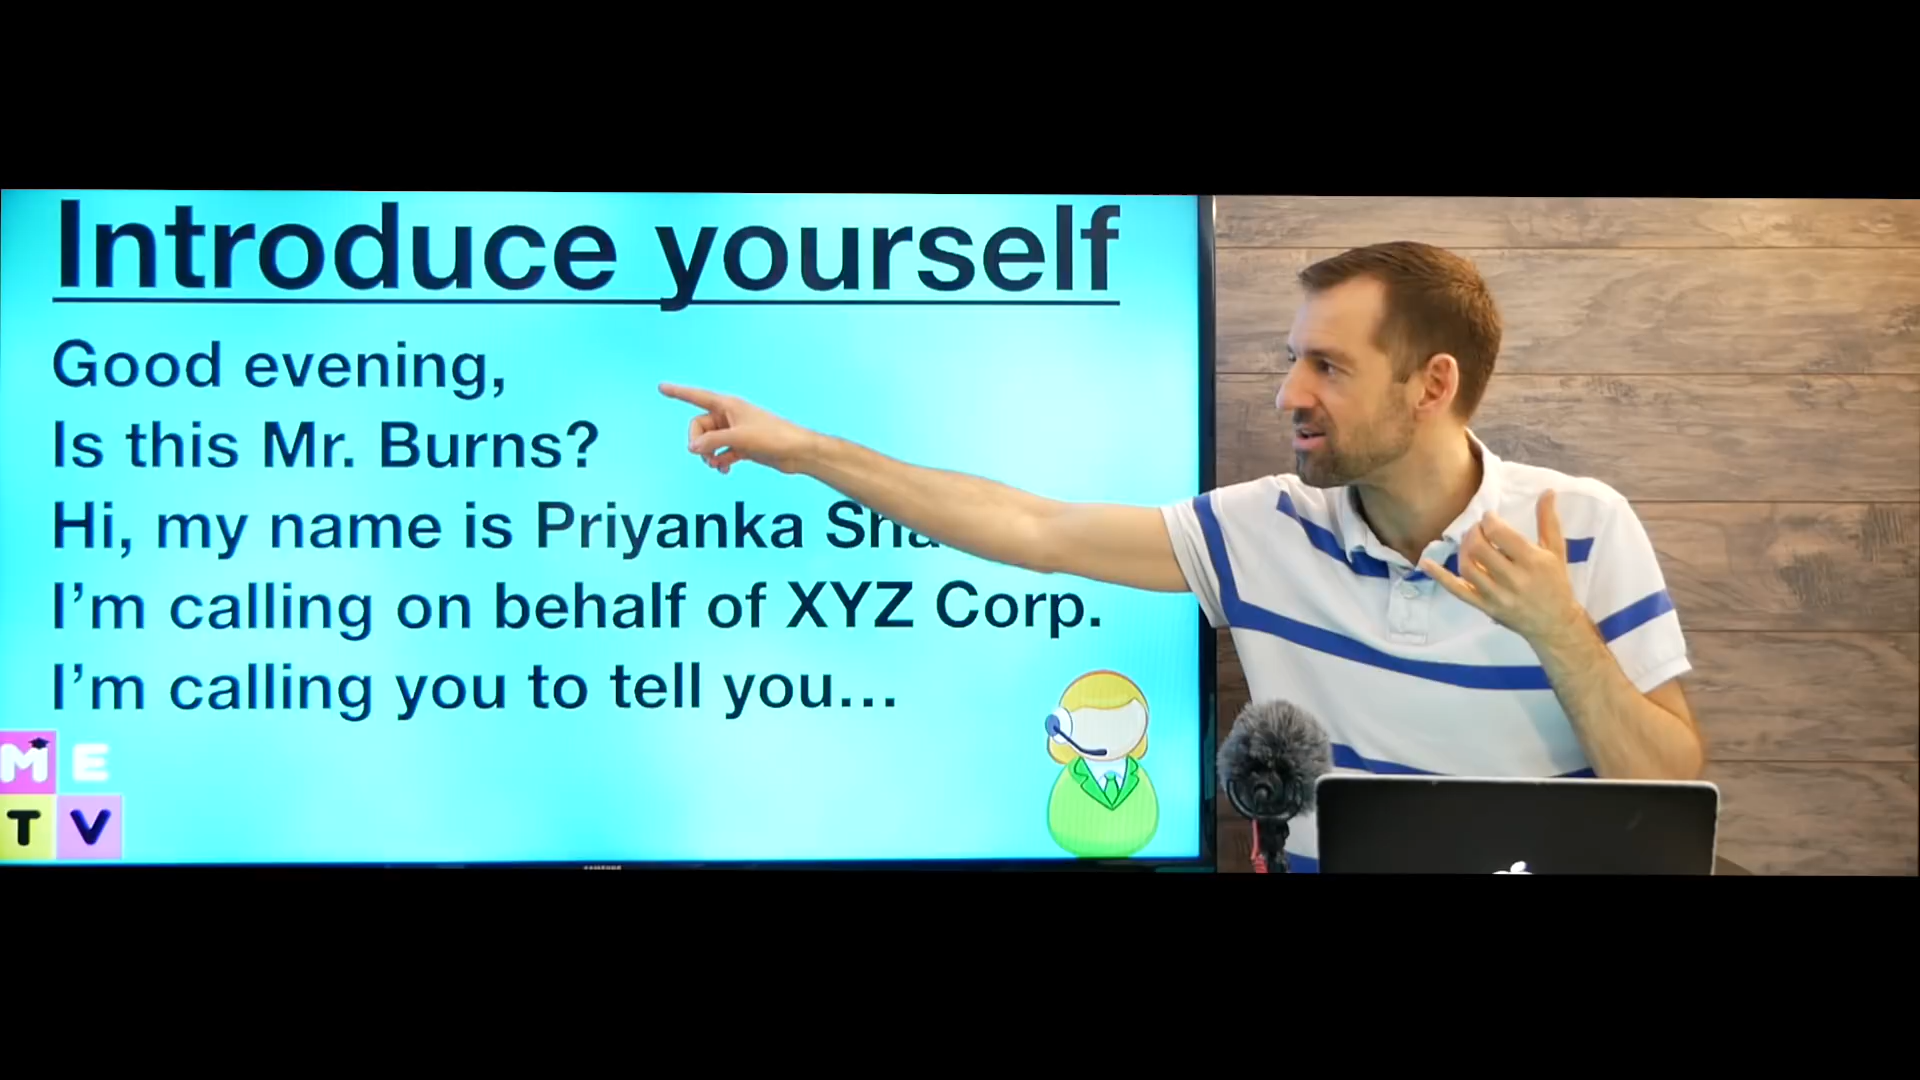 Introduce yourself
Good evening,
Is this Mr. Burns?
Hi, my name is Priyanka
I'm calling on behalf of XYZ Corp.
I'm calling you to tell you...
M E
T V
SAMSUNG